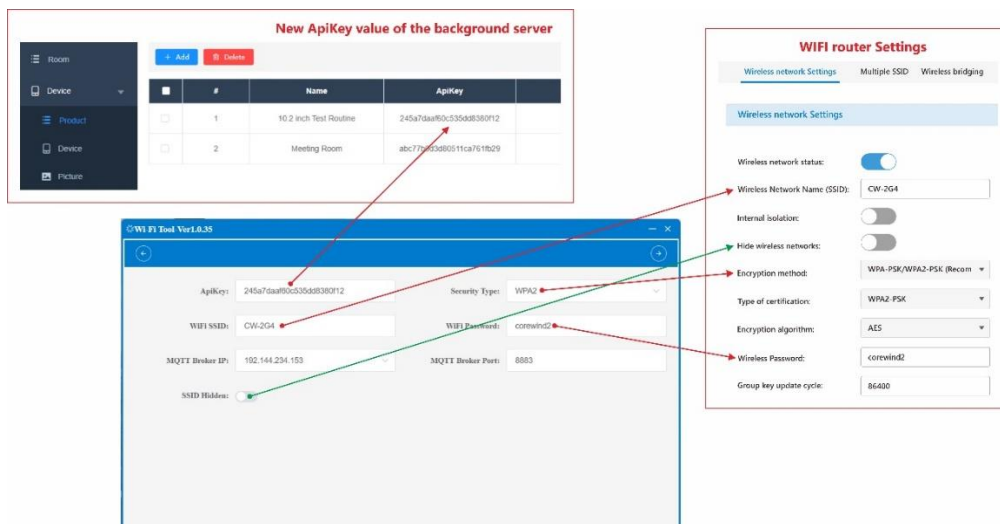 New ApiKey value of the background server
Room
Device
Product
Device
Picture
+ Add
Delete
# Name ApiKey
1 10.2 inch Test Routine 245a7daaf60c535dd8380f12
2 Meeting Room
WIFI router Settings
Wireless network Settings Multiple SSID Wireless bridging
Wireless network Settings
Wireless network status:
Wireless Network Name (SSID): CW-2G4
Internal isolation:
Hide wireless networks:
Encryption method: WPA-PSK/WPA2-PSK (Recom
Type of certification: WPA2-PSK
Encryption algorithm: AES
Wireless Password: corewind2
Group key update cycle: 86400
Wi-Fi Tool Ver1.0.35
ApiKey: 245a7daaf60c535dd8380f12 Security Type: WPA2
WiFi SSID: CW-2G4 WiFi Password: corewind2
MQTT Broker IP: 192.144.234.153 MQTT Broker Port: 8883
SSID Hidden: